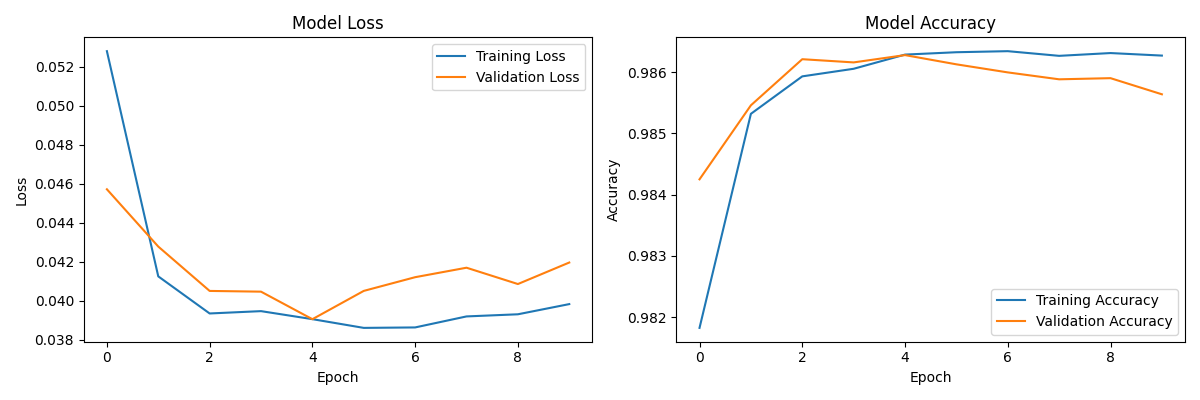 Model Loss
0.052
0.050
0.048
0.046
0.044
0.042
0.040
0.038
Loss
0 2 4 6 8
Epoch
Training Loss
Validation Loss
Model Accuracy
0.986
0.985
0.984
0.983
0.982
Accuracy
0 2 4 6 8
Epoch
Training Accuracy
Validation Accuracy